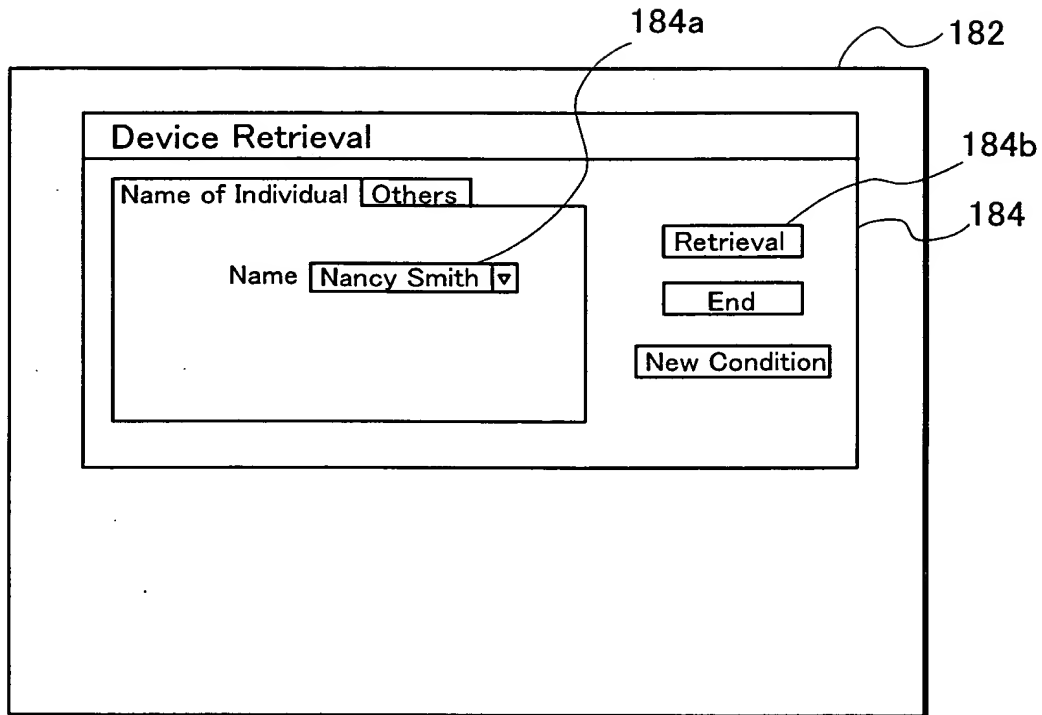 184a
182
Device Retrieval
184b
Name of Individual
Others
184
Retrieval
Name
Nancy Smith
End
New Condition